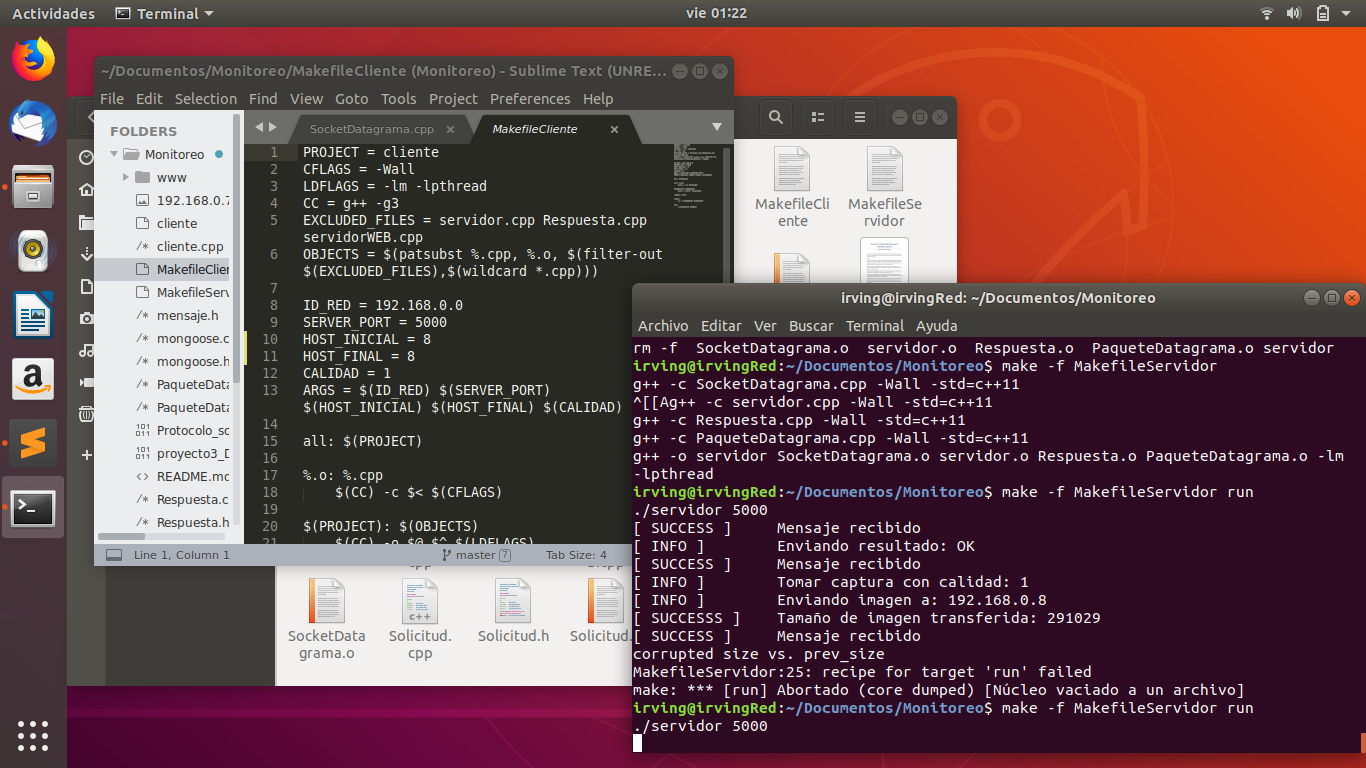 Actividades
Terminal
vie 01:22
~/Documentos/Monitoreo/MakefileCliente (Monitoreo) - Sublime Text (UNRE...
File Edit Selection Find View Goto Tools Project Preferences Help
FOLDERS
Monitoreo
www
192.168.0.7
cliente
cliente.cpp
MakefileClier
MakefileServ
mensaje.h
mongoose.c
mongoose.h
PaqueteData
PaqueteData
Protocolo_sc
proyecto3_D
README.md
Respuesta.c
Respuesta.h
SocketDatagrama.cpp
MakefileCliente
1 PROJECT = cliente
2 CFLAGS = -Wall
3 LDFLAGS = -lm -lpthread
4 CC = g++ -g3
5 EXCLUDED_FILES = servidor.cpp Respuesta.cpp
servidorWEB.cpp
6 OBJECTS = $(patsubst %.cpp, %.o, $(filter-out
$(EXCLUDED_FILES),$(wildcard *.cpp)))
7
8 ID_RED = 192.168.0.0
9 SERVER_PORT = 5000
10 HOST_INICIAL = 8
11 HOST_FINAL = 8
12 CALIDAD = 1
13 ARGS = $(ID_RED) $(SERVER_PORT)
$(HOST_INICIAL) $(HOST_FINAL) $(CALIDAD)
14
15 all: $(PROJECT)
16
17 %.o: %.cpp
18 $(CC) -c $< $(CFLAGS)
19
20 $(PROJECT): $(OBJECTS)
21 $(CC) -o $@ $^ $(LDFLAGS)
Line 1, Column 1
master 7
Tab Size: 4
MakefileCli
ente
MakefileSe
rvidor
SocketData
grama.o
c++
Solicitud.
cpp
Solicitud.h
Solicitud.
irving@irvingRed: ~/Documentos/Monitoreo
Archivo Editar Ver Buscar Terminal Ayuda
rm -f SocketDatagrama.o servidor.o Respuesta.o PaqueteDatagrama.o servidor
irving@irvingRed:~/Documentos/Monitoreo$ make -f MakefileServidor
g++ -c SocketDatagrama.cpp -Wall -std=c++11
^[[Ag++ -c servidor.cpp -Wall -std=c++11
g++ -c Respuesta.cpp -Wall -std=c++11
g++ -c PaqueteDatagrama.cpp -Wall -std=c++11
g++ -o servidor SocketDatagrama.o servidor.o Respuesta.o PaqueteDatagrama.o -lm
-lpthread
irving@irvingRed:~/Documentos/Monitoreo$ make -f MakefileServidor run
./servidor 5000
[ SUCCESS ] Mensaje recibido
[ INFO ] Enviando resultado: OK
[ SUCCESS ] Mensaje recibido
[ INFO ] Tomar captura con calidad: 1
[ INFO ] Enviando imagen a: 192.168.0.8
[ SUCCESSS ] Tamaño de imagen transferida: 291029
[ SUCCESS ] Mensaje recibido
corrupted size vs. prev_size
MakefileServidor:25: recipe for target 'run' failed
make: *** [run] Abortado (core dumped) [Núcleo vaciado a un archivo]
irving@irvingRed:~/Documentos/Monitoreo$ make -f MakefileServidor run
./servidor 5000